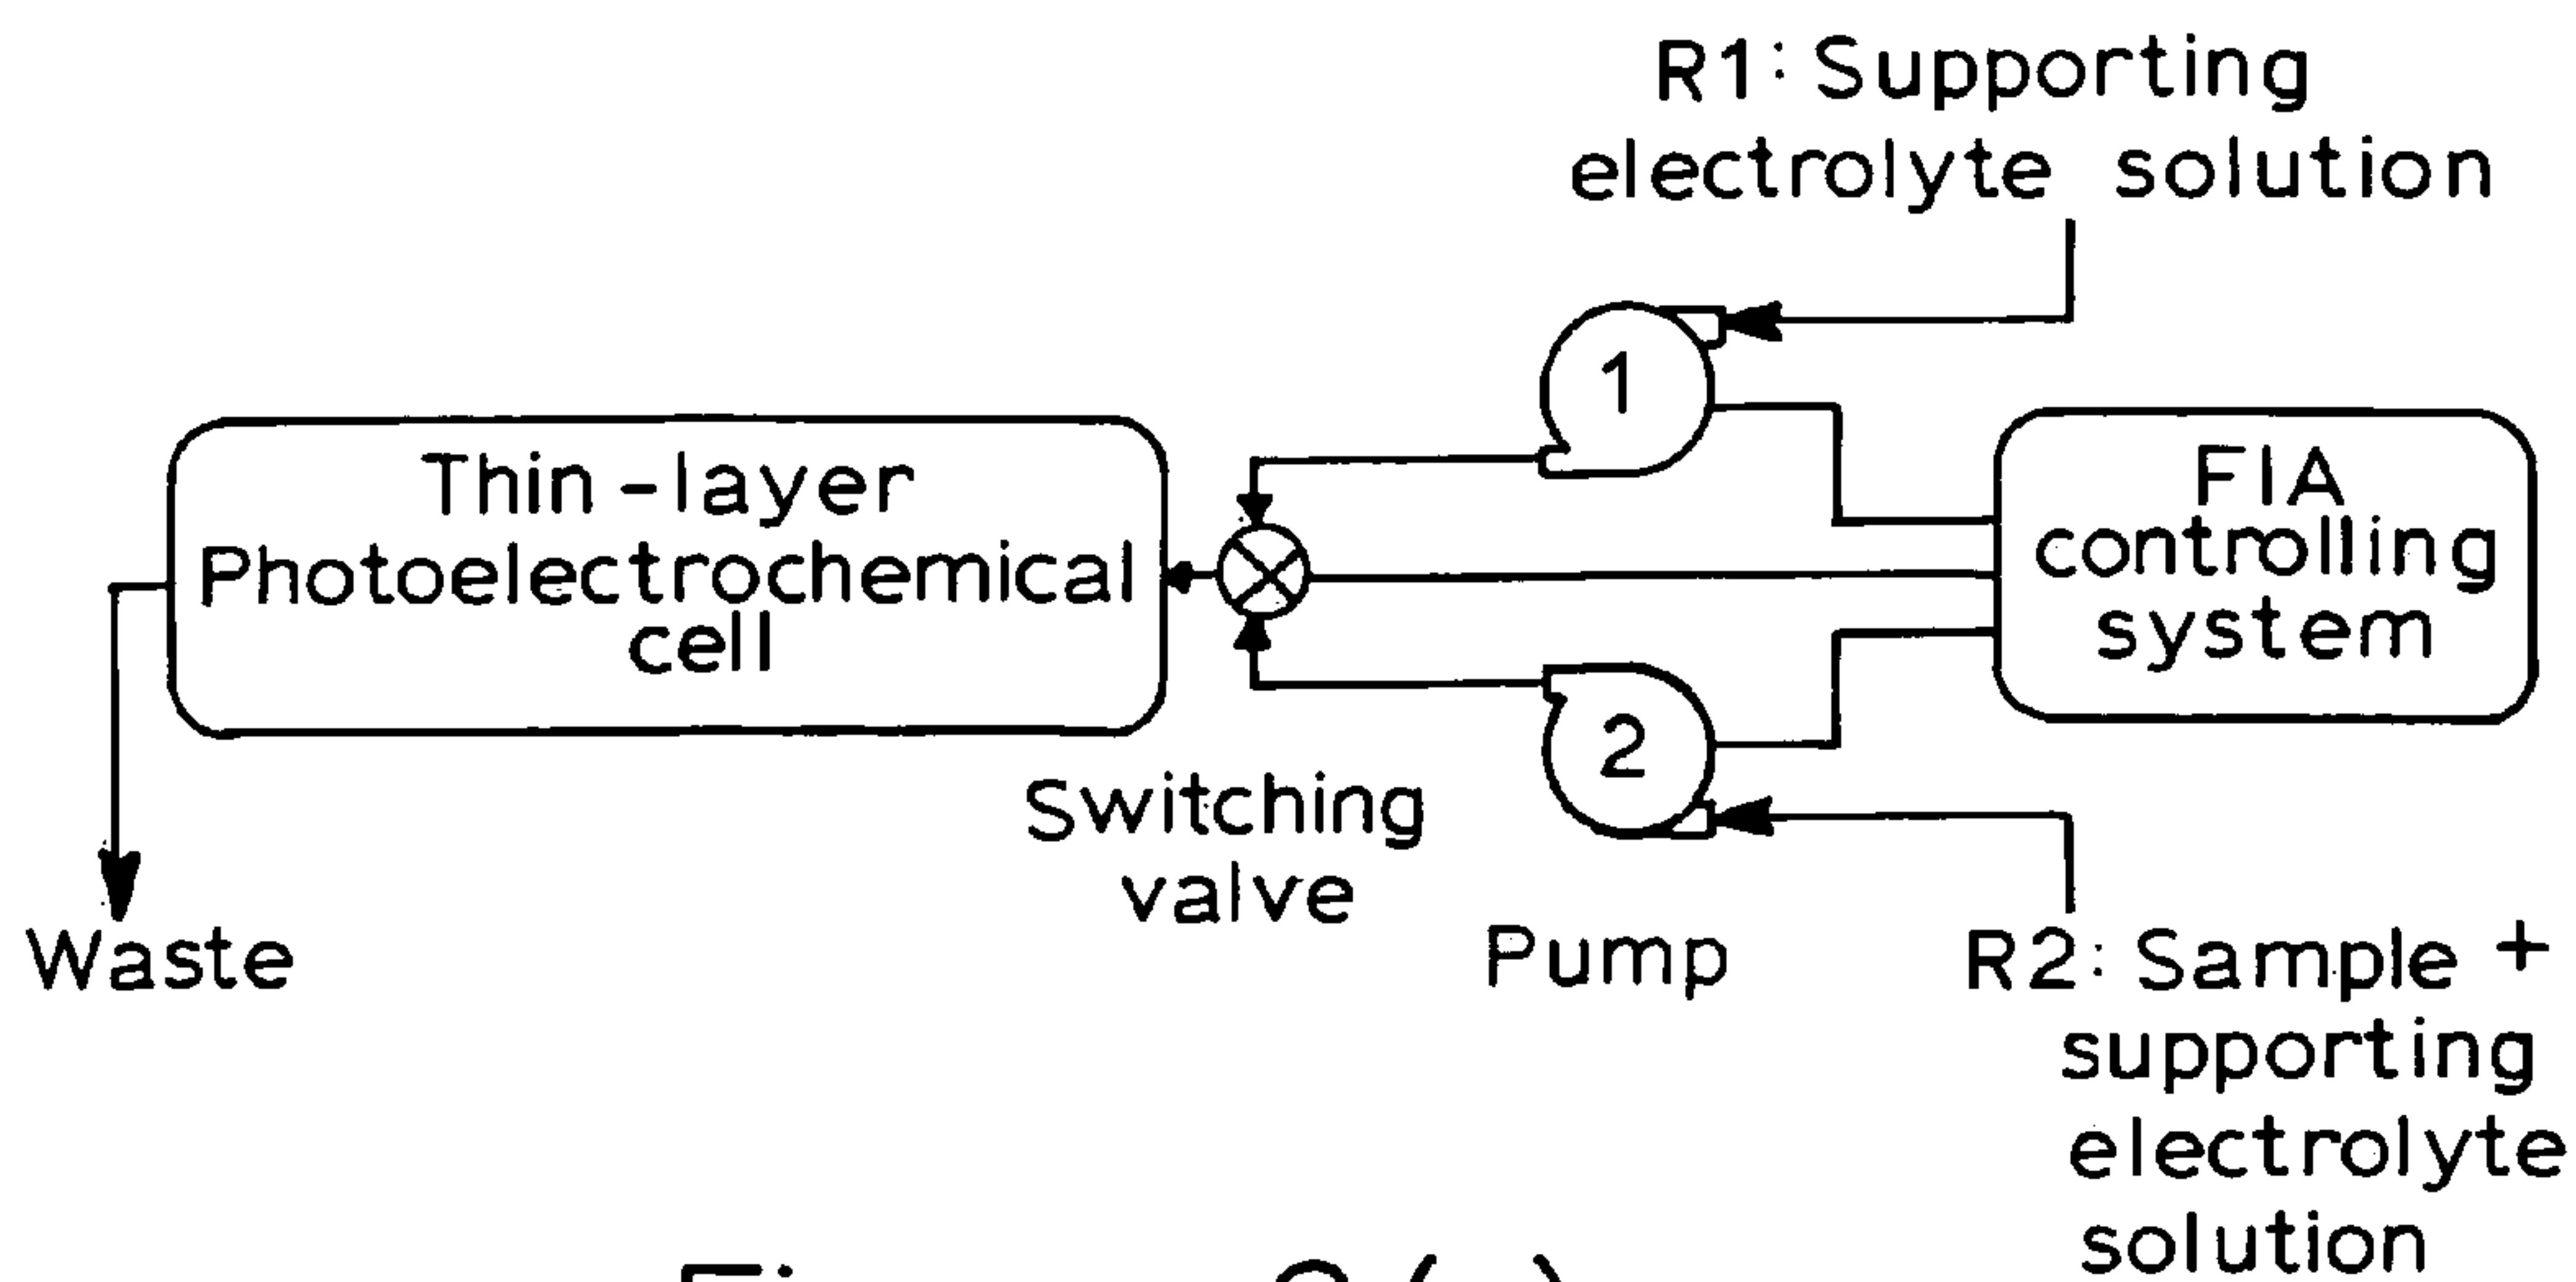 R1: Supporting
electrolyte solution
1
Thin-layer
Photoelectrochemical
cell
FIA
controlling
system
2
Switching
valve
Pump
Waste
R2: Sample +
supporting
electrolyte
solution